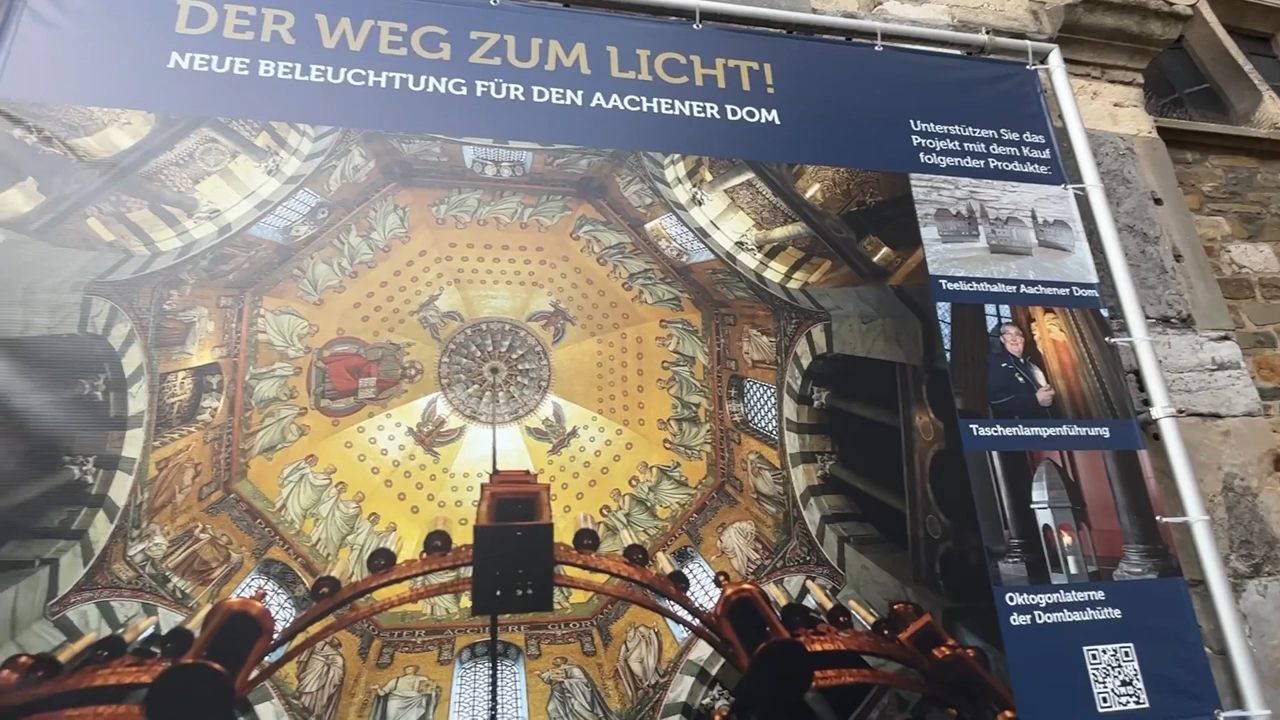 DER WEG ZUM LICHT!
NEUE BELEUCHTUNG FÜR DEN AACHENER DOM
Unterstützen Sie das
Projekt mit dem Kauf
folgender Produkte:
Teelichthalter Aachener Dom
Taschenlampenführung
Oktogonlaterne
der Dombauhütte